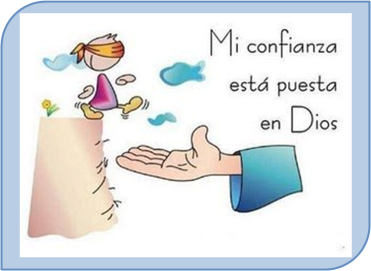 Mi confianza
está puesta
en Dios